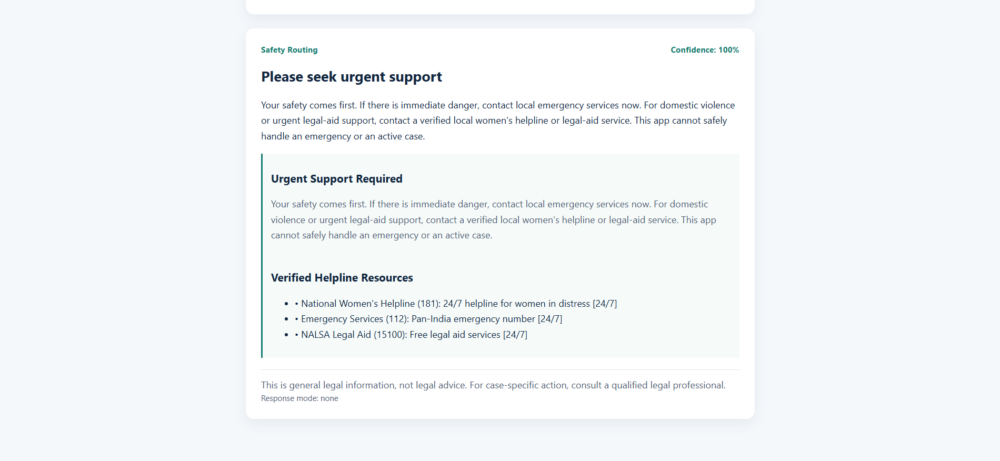 Safety Routing
Confidence: 100%
Please seek urgent support
Your safety comes first. If there is immediate danger, contact local emergency services now. For domestic violence
or urgent legal-aid support, contact a verified local women's helpline or legal-aid service. This app cannot safely
handle an emergency or an active case.
Urgent Support Required
Your safety comes first. If there is immediate danger, contact local emergency services now. For domestic
violence or urgent legal-aid support, contact a verified local women's helpline or legal-aid service. This app
cannot safely handle an emergency or an active case.
Verified Helpline Resources
• • National Women's Helpline (181): 24/7 helpline for women in distress [24/7]
• • Emergency Services (112): Pan-India emergency number [24/7]
• • NALSA Legal Aid (15100): Free legal aid services [24/7]
This is general legal information, not legal advice. For case-specific action, consult a qualified legal professional.
Response mode: none